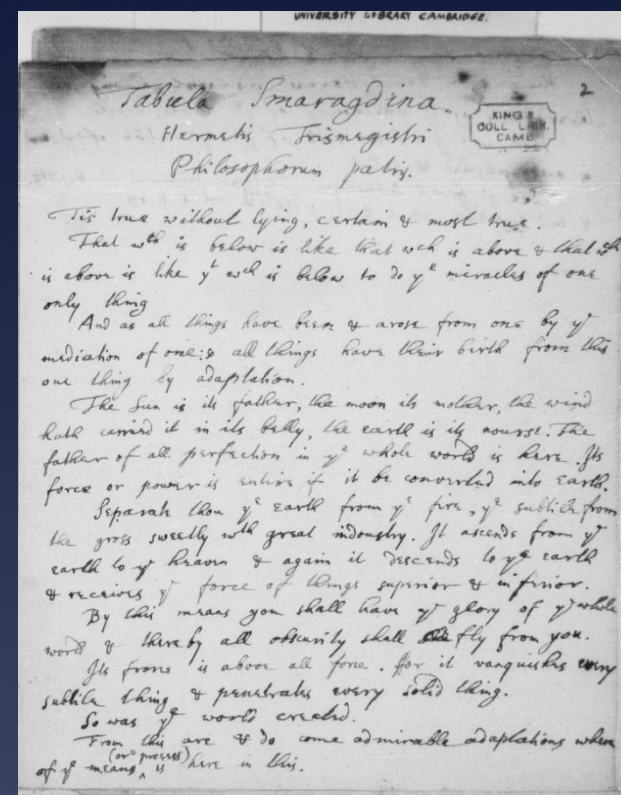 UNIVERSITY LIBRARY CAMBRIDGE.
2
Tabula Smaragdina.
KING'S
COLL LIBR.
CAMB
Hermetis Trismegistri
Philosophorum patris.
Tis true without lying, certain & most true.
That wch is below is like that wch is above & that wch
is above is like yt wch is below to do ye miracles of one
only thing
And as all things have been & arose from one by ye
mediation of one: so all things have their birth from this
one thing by adaptation.
The Sun is its father, the moon its mother, the wind
hath carried it in its belly, the earth is its nourse. The
father of all perfection in ye whole world is here. Its
force or power is entire if it be converted into earth.
Separate thou ye earth from ye fire, ye subtile from
the gross sweetly wth great indoustry. It ascends from ye
earth to ye heaven & again it descends to ye earth
& receives ye force of things superior & inferior.
By this means you shall have ye glory of ye whole
world & thereby all obscurity shall fly from you.
Its force is above all force. ffor it vanquishes every
subtile thing & penetrates every solid thing.
So was ye world created.
From this are & do come admirable adaptations where
of ye means (or process) is here in this.